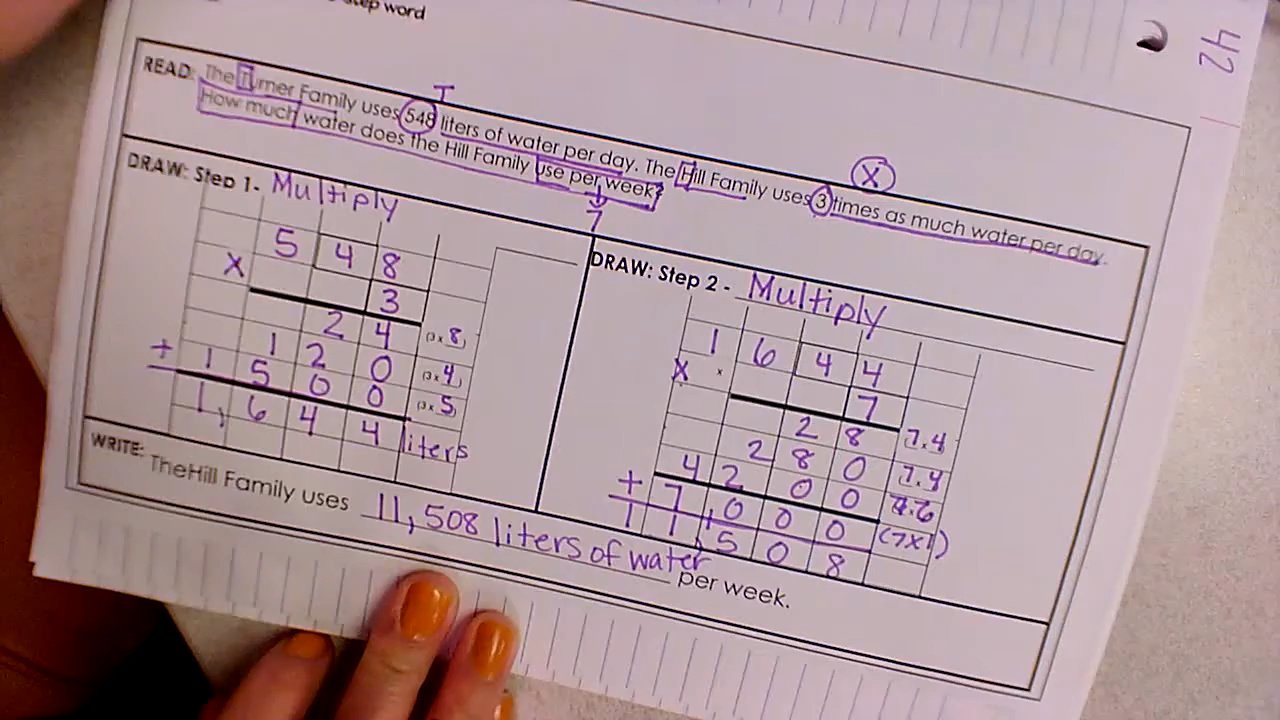 step word
42
READ: The Turner Family uses 548 liters of water per day. The Hill Family uses 3 times as much water per day.
How much water does the Hill Family use per week?
T
X
7
DRAW: Step 1- Multiply
5 4 8
X 3
2 4 (3x8)
1 2 0 (3x4)
+ 1 5 0 0 (3x5)
1,6 4 4 liters
DRAW: Step 2 - Multiply
1 6 4 4
X 7
2 8 7.4
2 8 0 7.4
4 2 0 0 7.6
+ 7 0 0 0 (7x1)
1 1,5 0 8
WRITE: The Hill Family uses 11,508 liters of water per week.